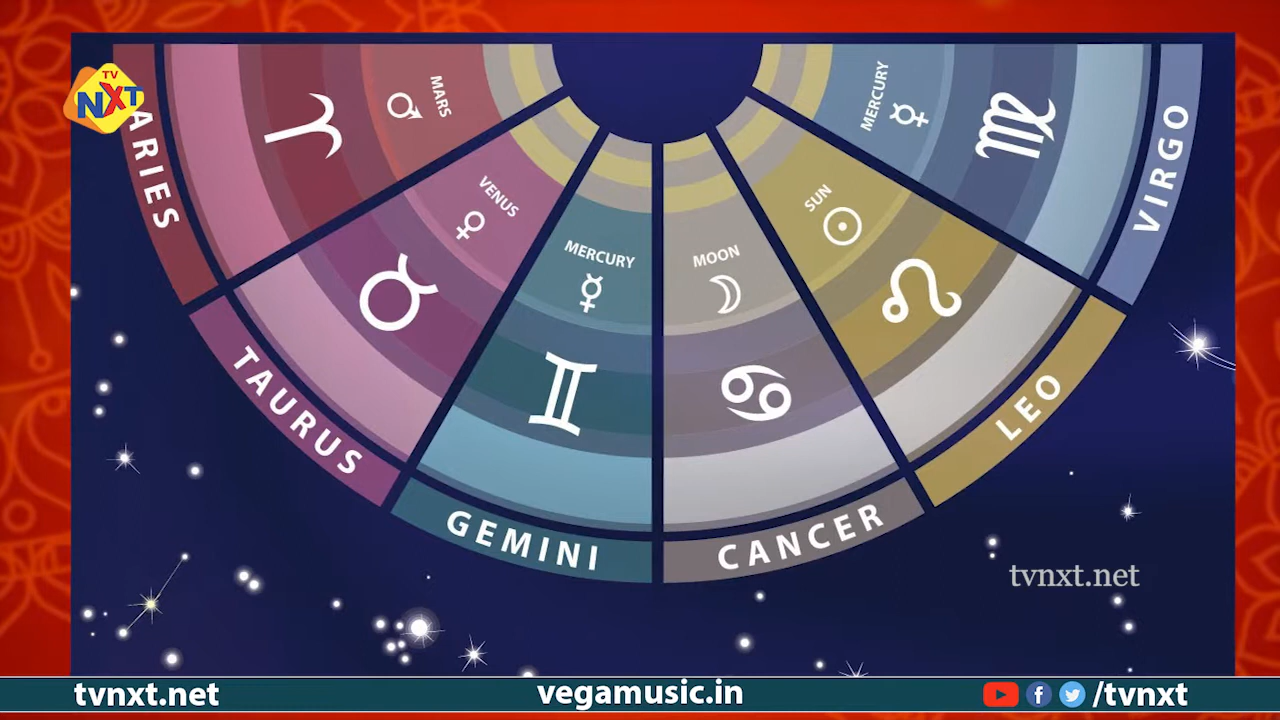 TV
NXT
ARIES
MARS
TAURUS
VENUS
GEMINI
MERCURY
CANCER
MOON
LEO
SUN
VIRGO
MERCURY
tvnxt.net
tvnxt.net
vegamusic.in
/tvnxt